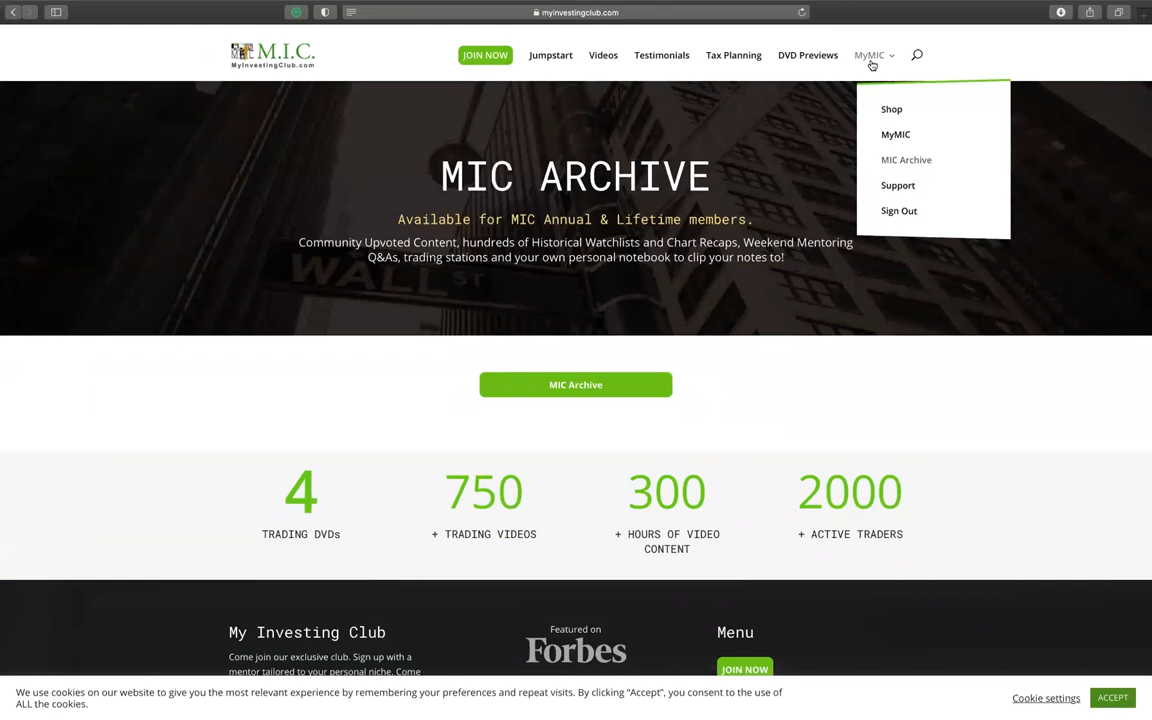 myinvestingclub.com
M.I.C.
MyInvestingClub.com
JOIN NOW
Jumpstart
Videos
Testimonials
Tax Planning
DVD Previews
MyMIC
Shop
MyMIC
MIC Archive
Support
Sign Out
MIC ARCHIVE
Available for MIC Annual & Lifetime members.
Community Upvoted Content, hundreds of Historical Watchlists and Chart Recaps, Weekend Mentoring
Q&As, trading stations and your own personal notebook to clip your notes to!
WALL ST
MIC Archive
4
TRADING DVDs
750
+ TRADING VIDEOS
300
+ HOURS OF VIDEO
CONTENT
2000
+ ACTIVE TRADERS
My Investing Club
Come join our exclusive club. Sign up with a
mentor tailored to your personal niche. Come
Featured on
Forbes
Menu
JOIN NOW
We use cookies on our website to give you the most relevant experience by remembering your preferences and repeat visits. By clicking “Accept”, you consent to the use of
ALL the cookies.
Cookie settings
ACCEPT